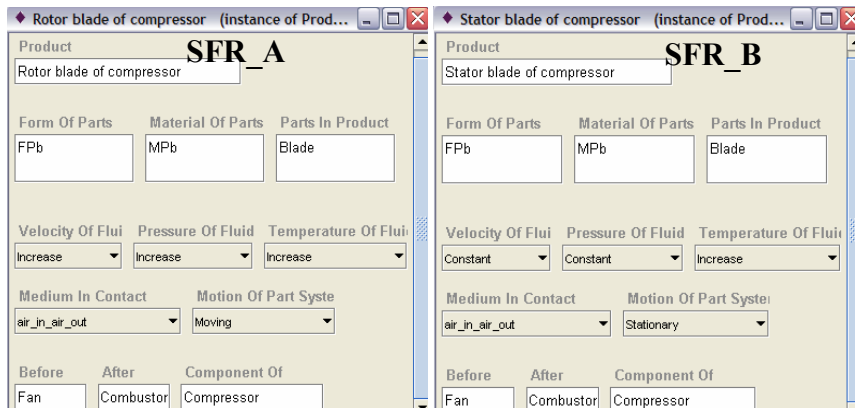 Rotor blade of compressor (instance of Prod...
SFR_A
Product
Rotor blade of compressor
Form Of Parts Material Of Parts Parts In Product
FPb MPb Blade
Velocity Of Flui Pressure Of Fluid Temperature Of Flui
Increase Increase Increase
Medium In Contact Motion Of Part Syste
air_in_air_out Moving
Before After Component Of
Fan Combustor Compressor
Stator blade of compressor (instance of Prod...
SFR_B
Product
Stator blade of compressor
Form Of Parts Material Of Parts Parts In Product
FPb MPb Blade
Velocity Of Flui Pressure Of Fluid Temperature Of Fluid
Constant Constant Increase
Medium In Contact Motion Of Part Syster
air_in_air_out Stationary
Before After Component Of
Fan Combustor Compressor